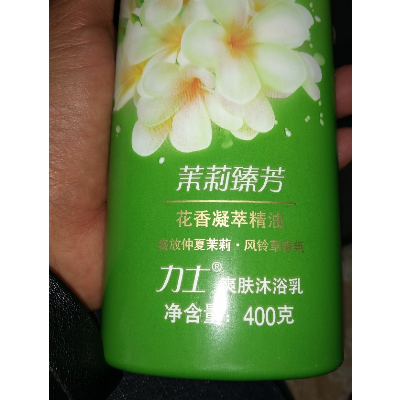 茉莉臻芳
花香凝萃精油
绽放仲夏茉莉·风铃草香氛
力士® 爽肤沐浴乳
净含量：400克